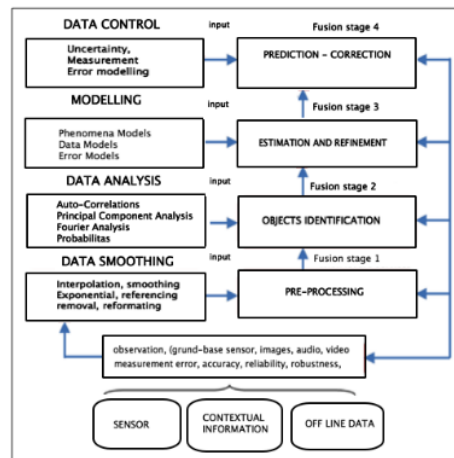 DATA CONTROL
input
Fusion stage 4
Uncertainty,
Measurement
Error modelling
PREDICTION - CORRECTION
MODELLING
input
Fusion stage 3
Phenomena Models
Data Models
Error Models
ESTIMATION AND REFINEMENT
DATA ANALYSIS
input
Fusion stage 2
Auto-Correlations
Principal Component Analysis
Fourier Analysis
Probabilitas
OBJECTS IDENTIFICATION
DATA SMOOTHING
input
Fusion stage 1
Interpolation, smoothing
Exponential, referencing
removal, reformating
PRE-PROCESSING
observation, (grund-base sensor, images, audio, video
measurement error, accuracy, reliability, robustness,
SENSOR
CONTEXTUAL
INFORMATION
OFF LINE DATA